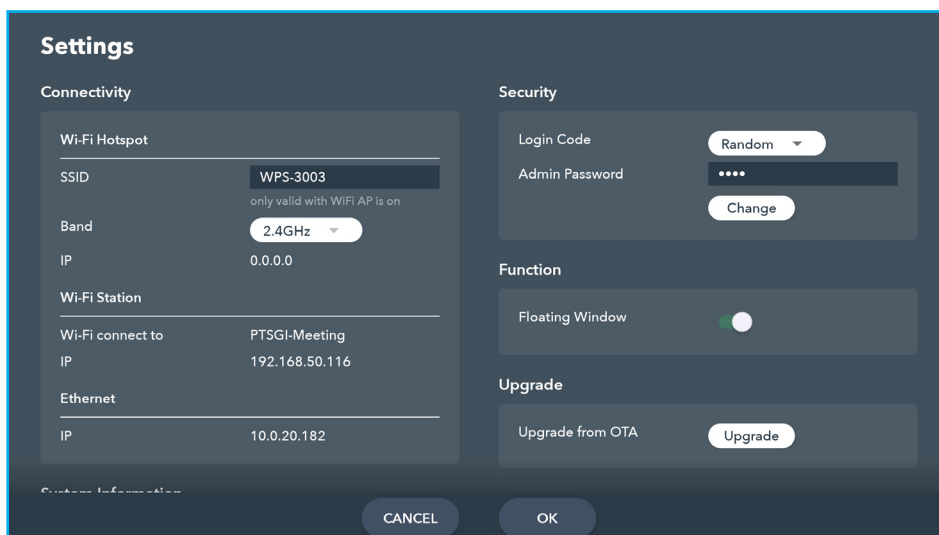 Settings
Connectivity
Wi-Fi Hotspot
SSID WPS-3003
only valid with WiFi AP is on
Band 2.4GHz
IP 0.0.0.0
Wi-Fi Station
Wi-Fi connect to PTSGI-Meeting
IP 192.168.50.116
Ethernet
IP 10.0.20.182
System Information
Security
Login Code Random
Admin Password ••••
Change
Function
Floating Window
Upgrade
Upgrade from OTA Upgrade
CANCEL OK